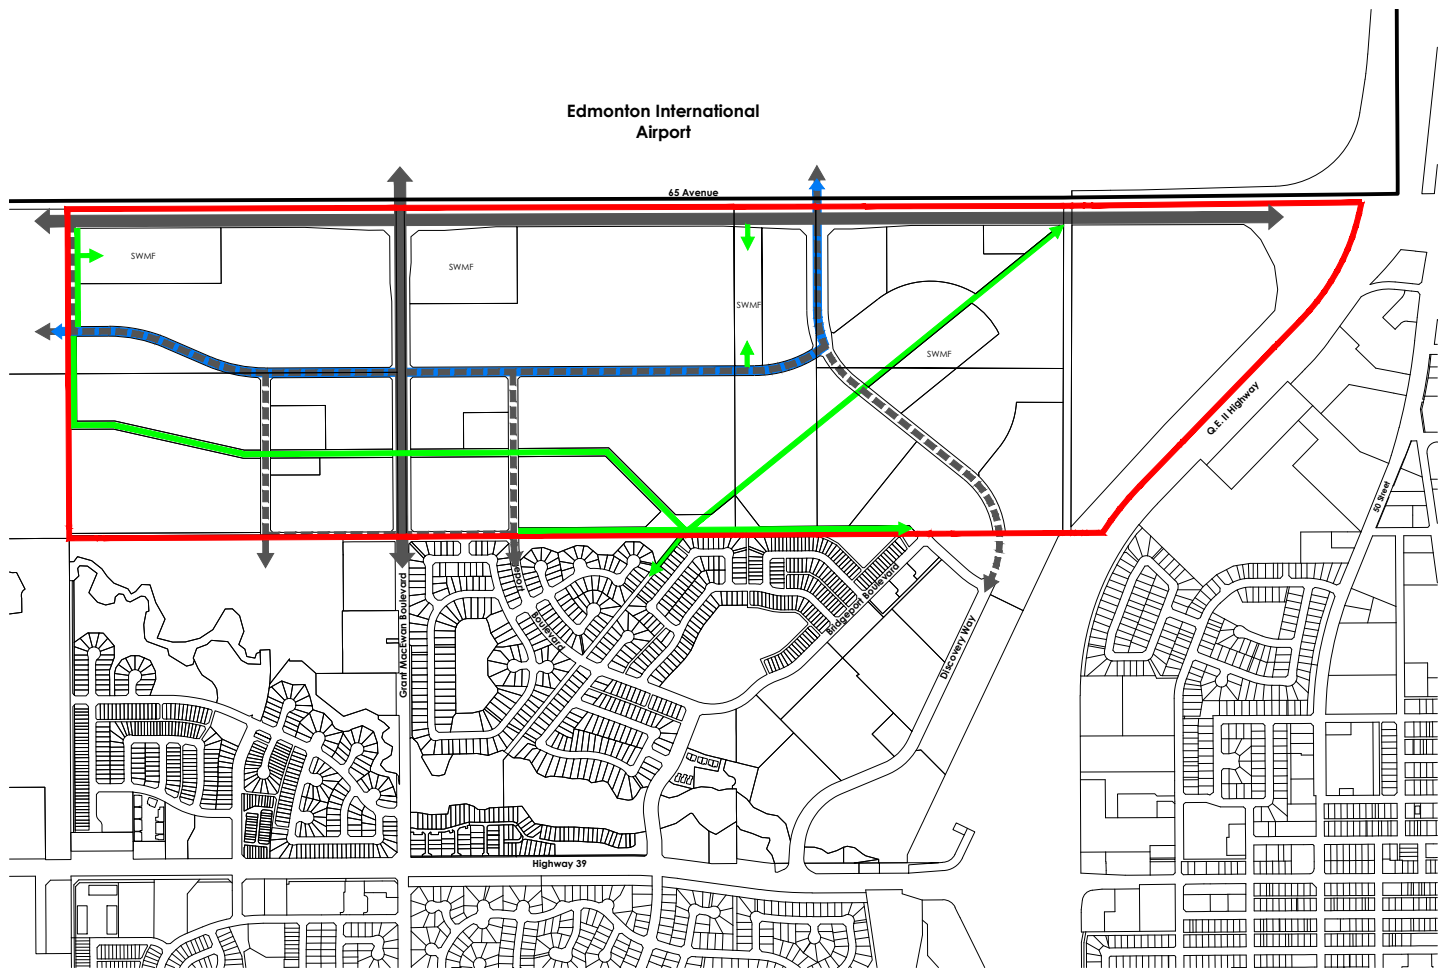 Edmonton International
Airport
65 Avenue
SWMF
SWMF
SWMF
SWMF
Q.E. II Highway
50 Street
Grant MacEwan Boulevard
Boulevard
Bridgeport Boulevard
Discovery Way
Highway 39